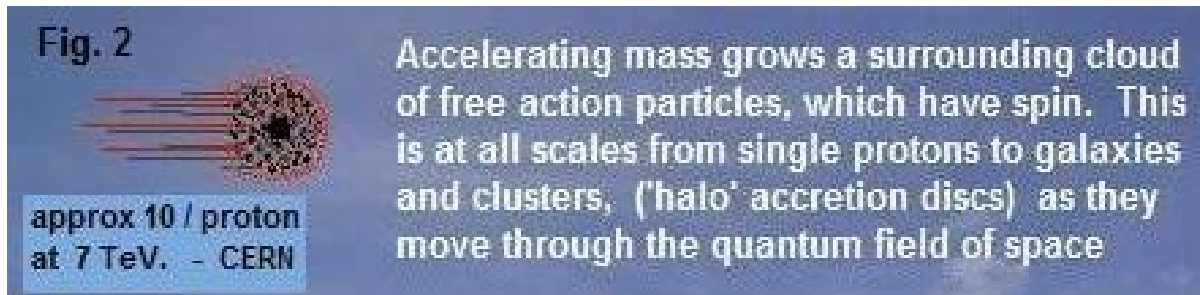 Fig. 2
Accelerating mass grows a surrounding cloud
of free action particles, which have spin.  This
is at all scales from single protons to galaxies
and clusters,  ('halo' accretion discs)  as they
move through the quantum field of space
approx 10 / proton
at  7 TeV.  - CERN